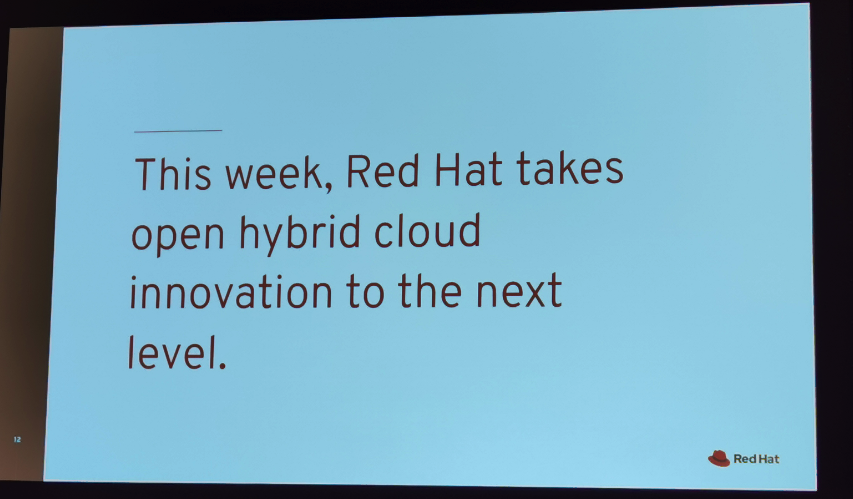 This week, Red Hat takes
open hybrid cloud
innovation to the next
level.
12
Red Hat